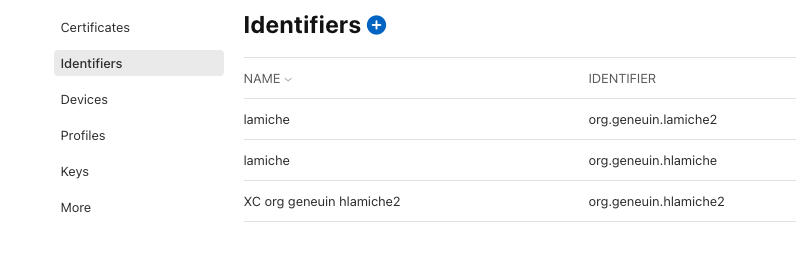 Certificates
Identifiers
Devices
Profiles
Keys
More
Identifiers
NAME IDENTIFIER
lamiche org.geneuin.lamiche2
lamiche org.geneuin.hlamiche
XC org geneuin hlamiche2 org.geneuin.hlamiche2